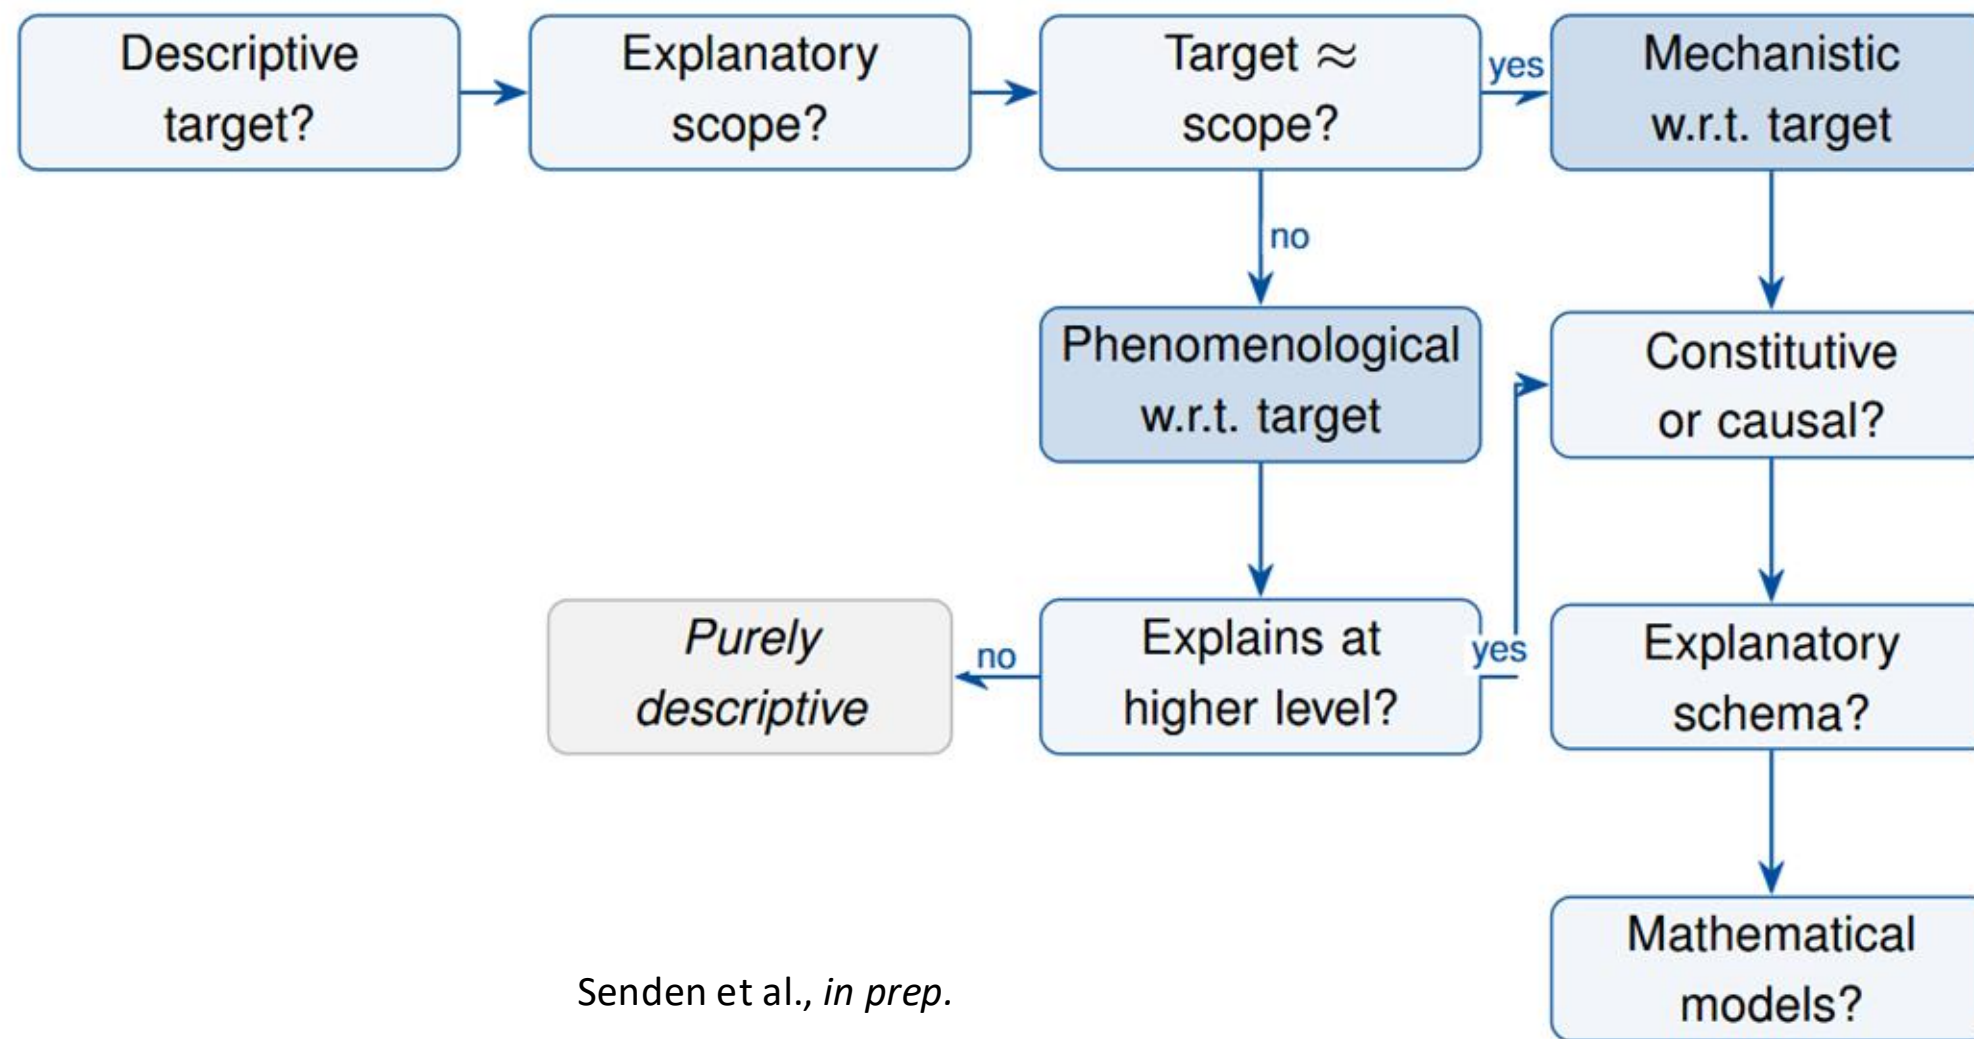 Descriptive
target?
Explanatory
scope?
Target ≈
scope?
yes
Mechanistic
w.r.t. target
no
Phenomenological
w.r.t. target
Constitutive
or causal?
Purely
descriptive
no
Explains at
higher level?
yes
Explanatory
schema?
Mathematical
models?
Senden et al., in prep.